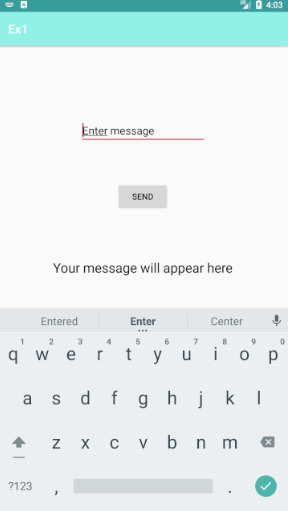 4:03
Ex1
Enter message
SEND
Your message will appear here
Entered Enter Center
1 2 3 4 5 6 7 8 9 0
q w e r t y u i o p
a s d f g h j k l
z x c v b n m
?123 , .